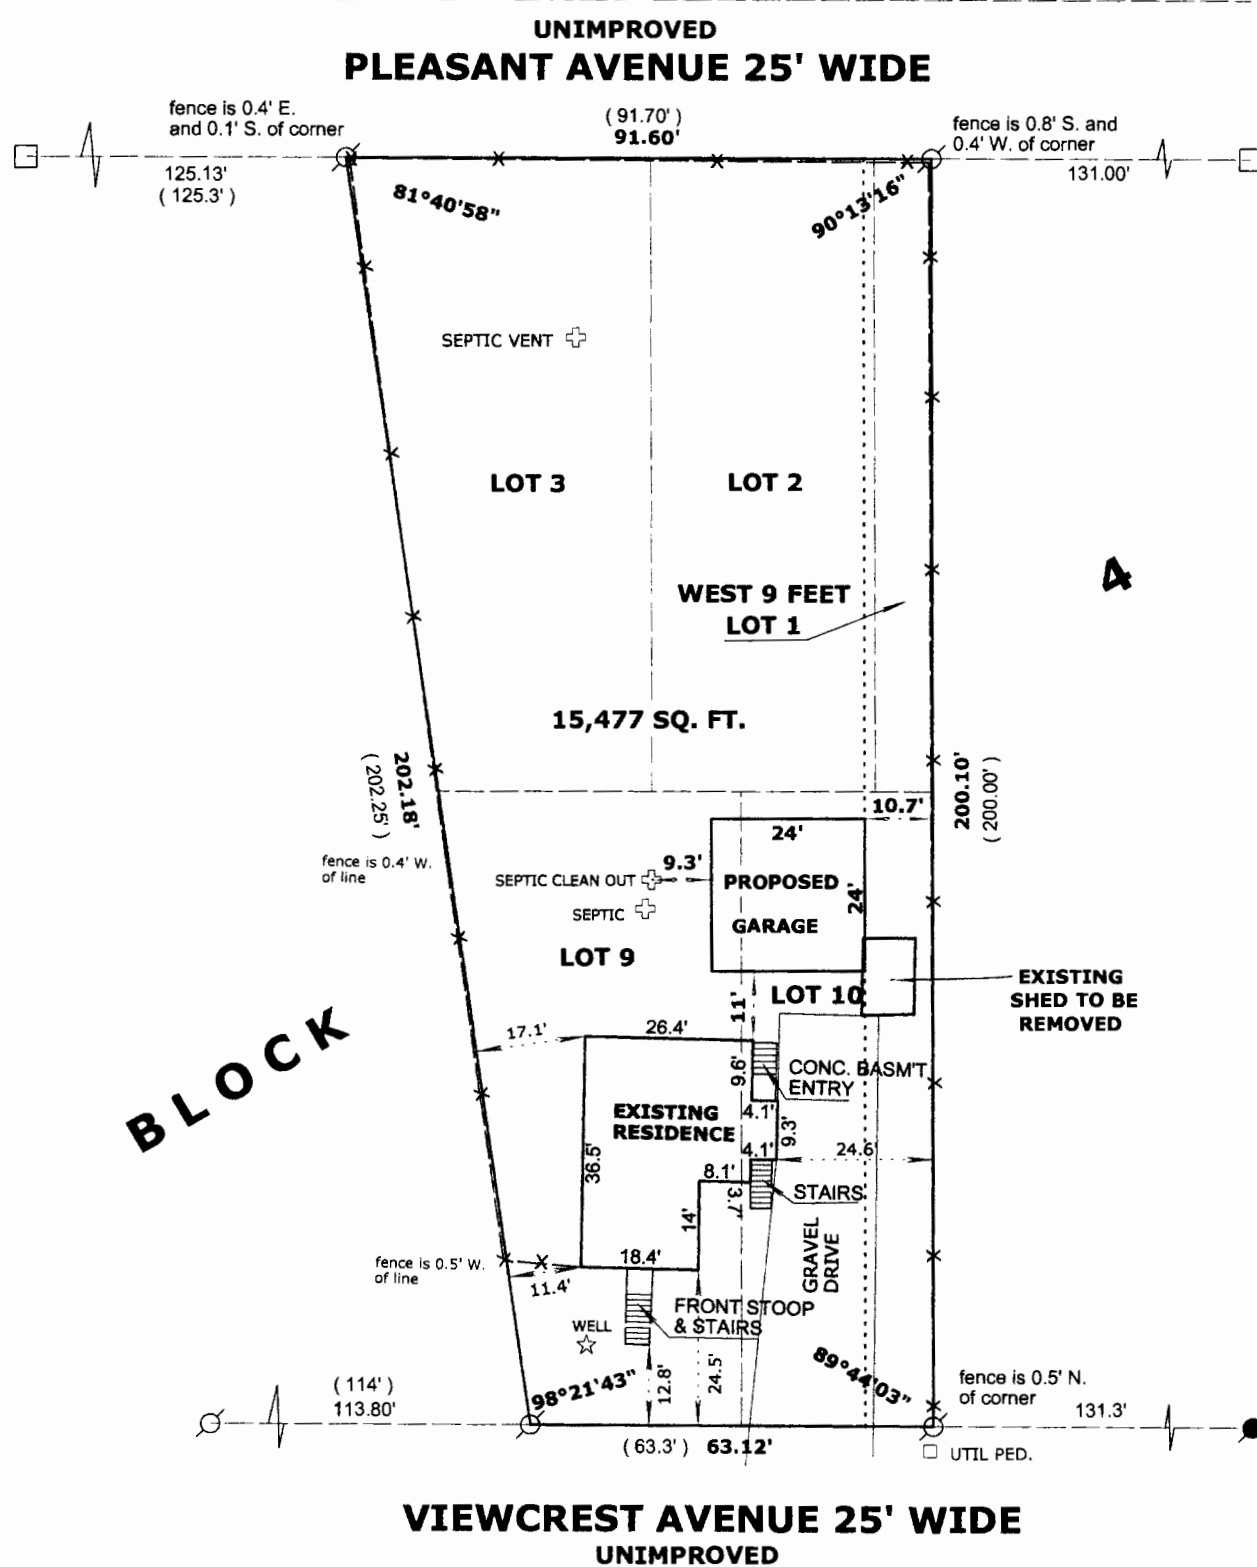 UNIMPROVED
PLEASANT AVENUE 25' WIDE
fence is 0.4' E.
and 0.1' S. of corner
( 91.70' )
91.60'
fence is 0.8' S. and
0.4' W. of corner
125.13'
( 125.3' )
131.00'
81°40'58"
90°13'16"
SEPTIC VENT
LOT 3
LOT 2
4
WEST 9 FEET
LOT 1
15,477 SQ. FT.
202.18'
( 202.25' )
200.10'
( 200.00' )
10.7'
24'
fence is 0.4' W.
of line
9.3'
SEPTIC CLEAN OUT
PROPOSED
GARAGE
24'
SEPTIC
LOT 9
LOT 10
EXISTING
SHED TO BE
REMOVED
11'
BLOCK
17.1'
26.4'
9.6'
CONC. BASM'T
ENTRY
EXISTING
RESIDENCE
4.1'
9.3'
4.1'
24.6'
36.5'
8.1'
3.7'
STAIRS
14'
GRAVEL
DRIVE
fence is 0.5' W.
of line
18.4'
11.4'
FRONT STOOP
& STAIRS
WELL
12.8'
24.5'
98°21'43"
89°44'03"
fence is 0.5' N.
of corner
( 114' )
113.80'
131.3'
( 63.3' ) 63.12'
UTIL PED.
VIEWCREST AVENUE 25' WIDE
UNIMPROVED